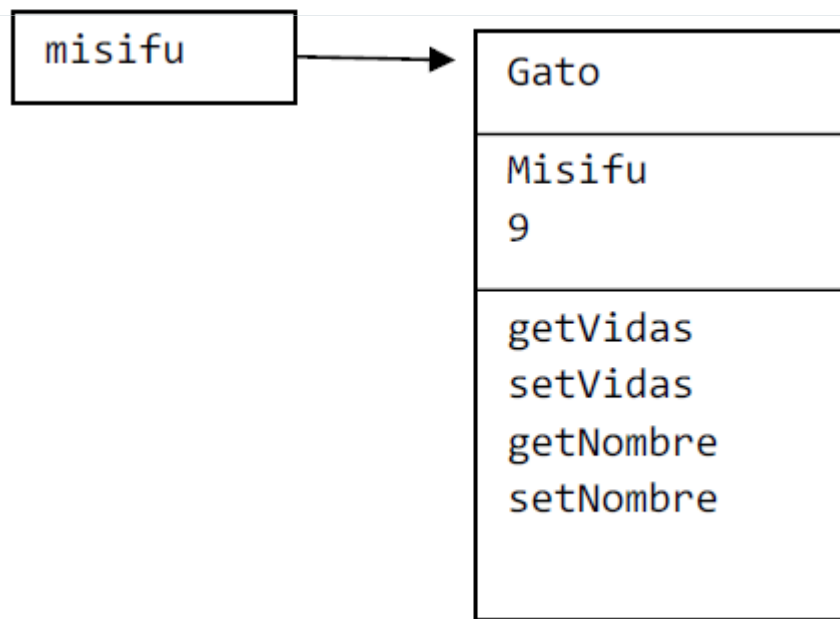 misifu
Gato
Misifu
9
getVidas
setVidas
getNombre
setNombre